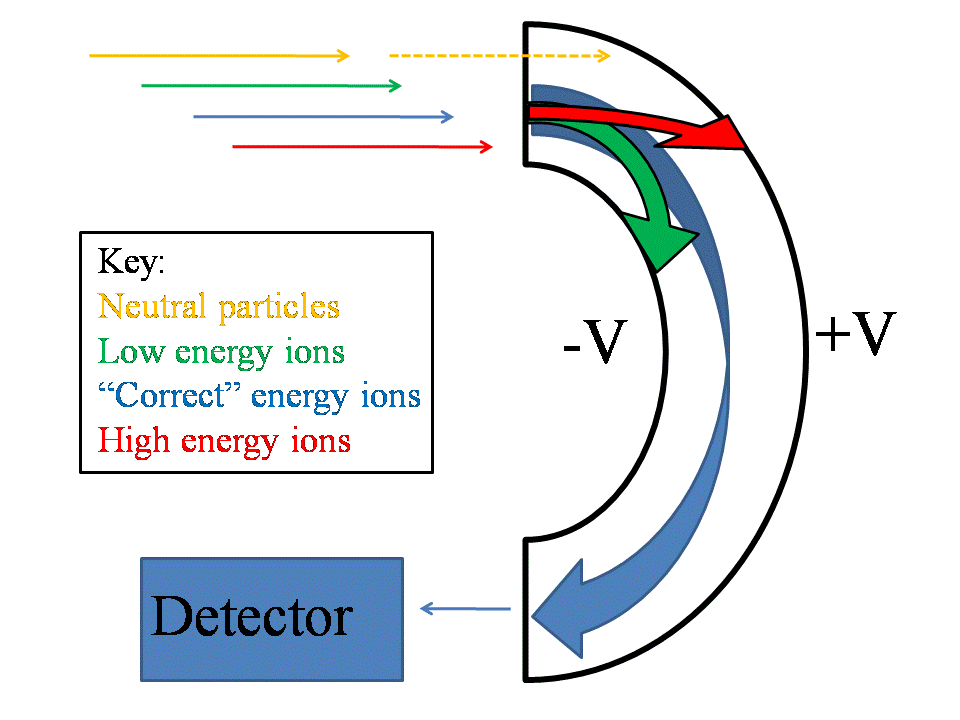 Key:
Neutral particles
Low energy ions
“Correct” energy ions
High energy ions
-V
+V
Detector